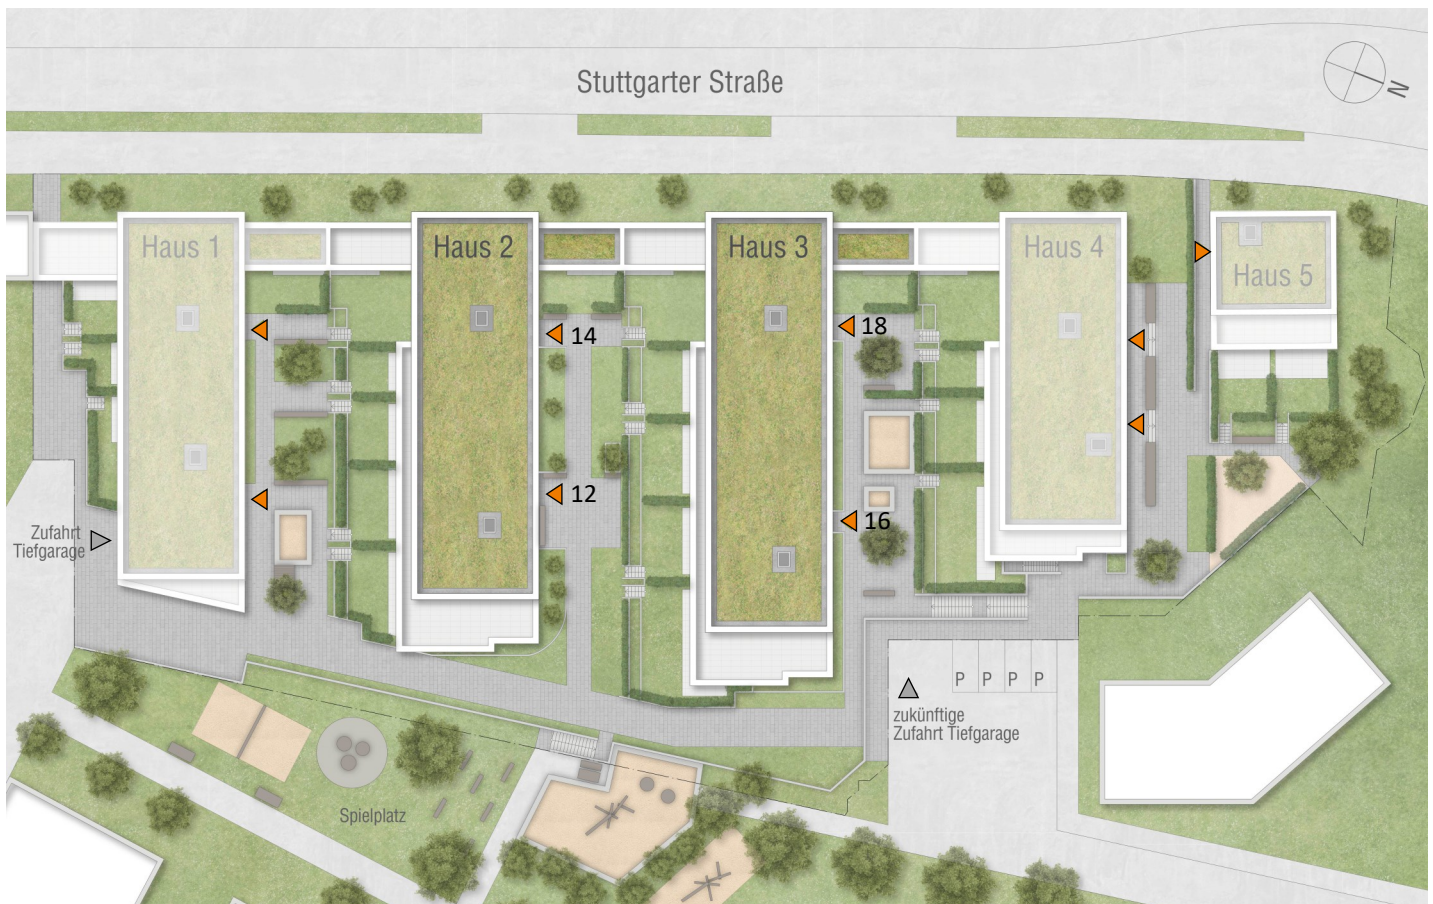 Stuttgarter Straße
N
Haus 1
Haus 2
Haus 3
Haus 4
Haus 5
14
18
12
16
Zufahrt
Tiefgarage
P P P P
zukünftige
Zufahrt Tiefgarage
Spielplatz